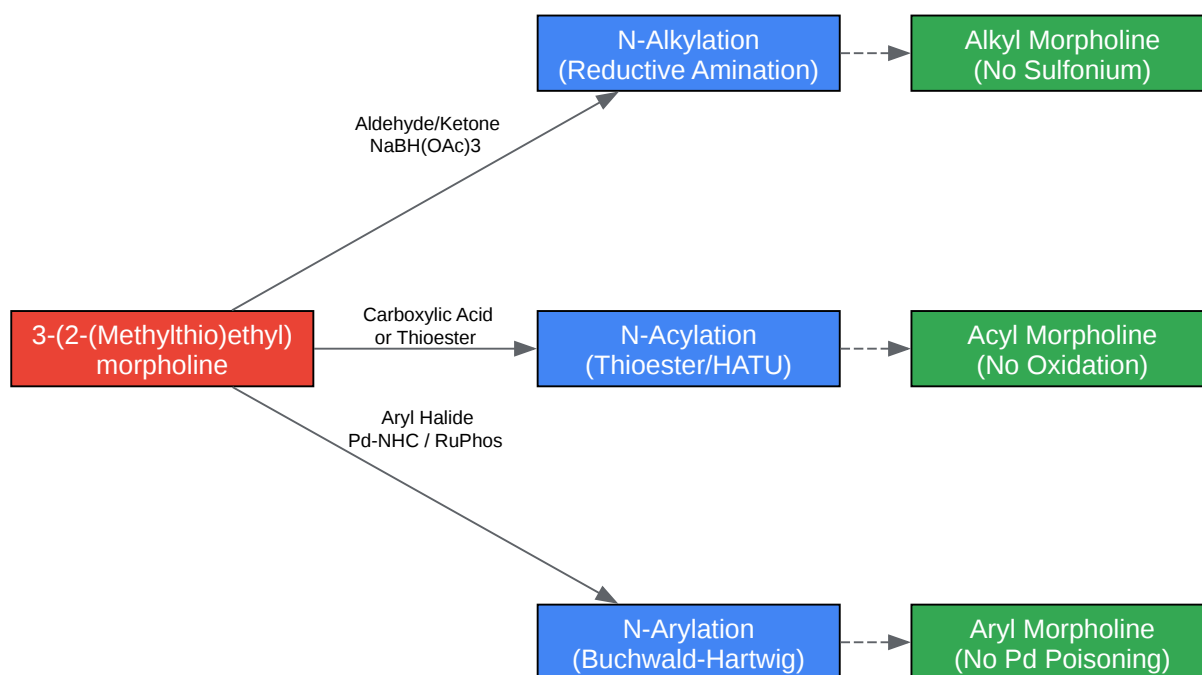 N-Alkylation
(Reductive Amination)
Alkyl Morpholine
(No Sulfonium)
Aldehyde/Ketone
NaBH(OAc)3
3-(2-(Methylthio)ethyl)
morpholine
Carboxylic Acid
or Thioester
N-Acylation
(Thioester/HATU)
Acyl Morpholine
(No Oxidation)
Aryl Halide
Pd-NHC / RuPhos
N-Arylation
(Buchwald-Hartwig)
Aryl Morpholine
(No Pd Poisoning)